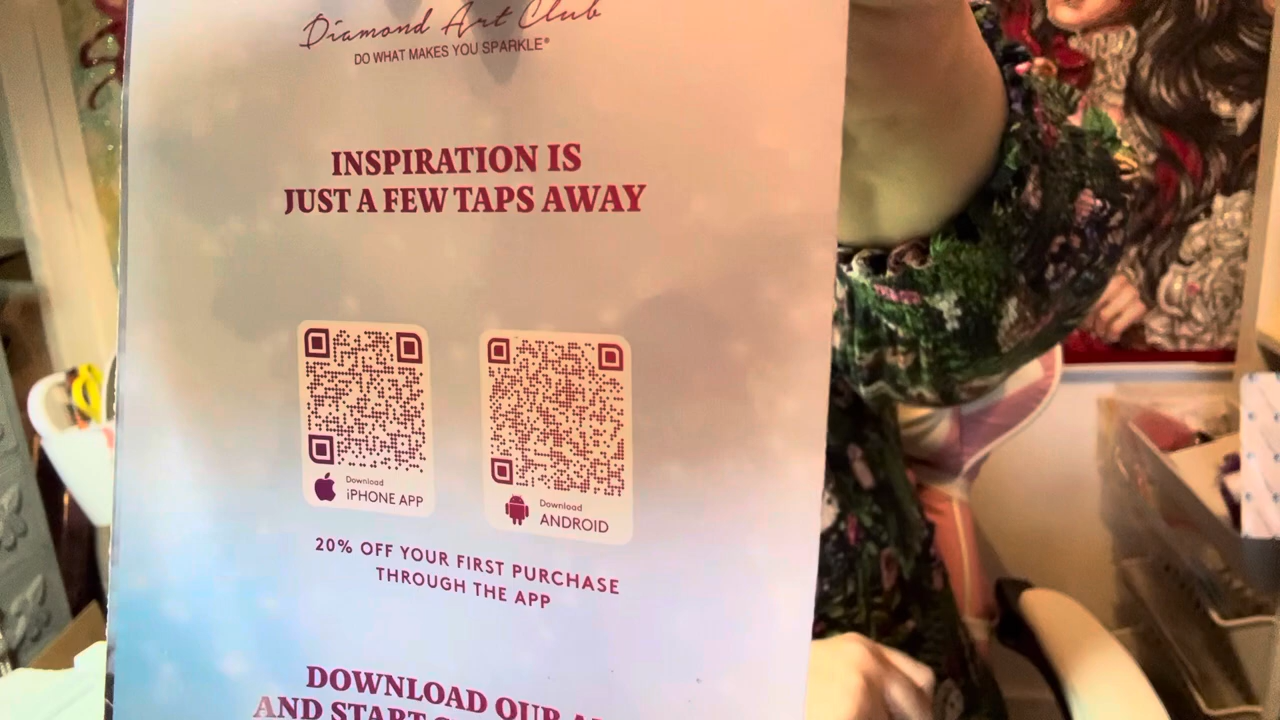 Diamond Art Club
DO WHAT MAKES YOU SPARKLE®
INSPIRATION IS
JUST A FEW TAPS AWAY
Download
iPHONE APP
Download
ANDROID
20% OFF YOUR FIRST PURCHASE
THROUGH THE APP
DOWNLOAD OUR
AND START